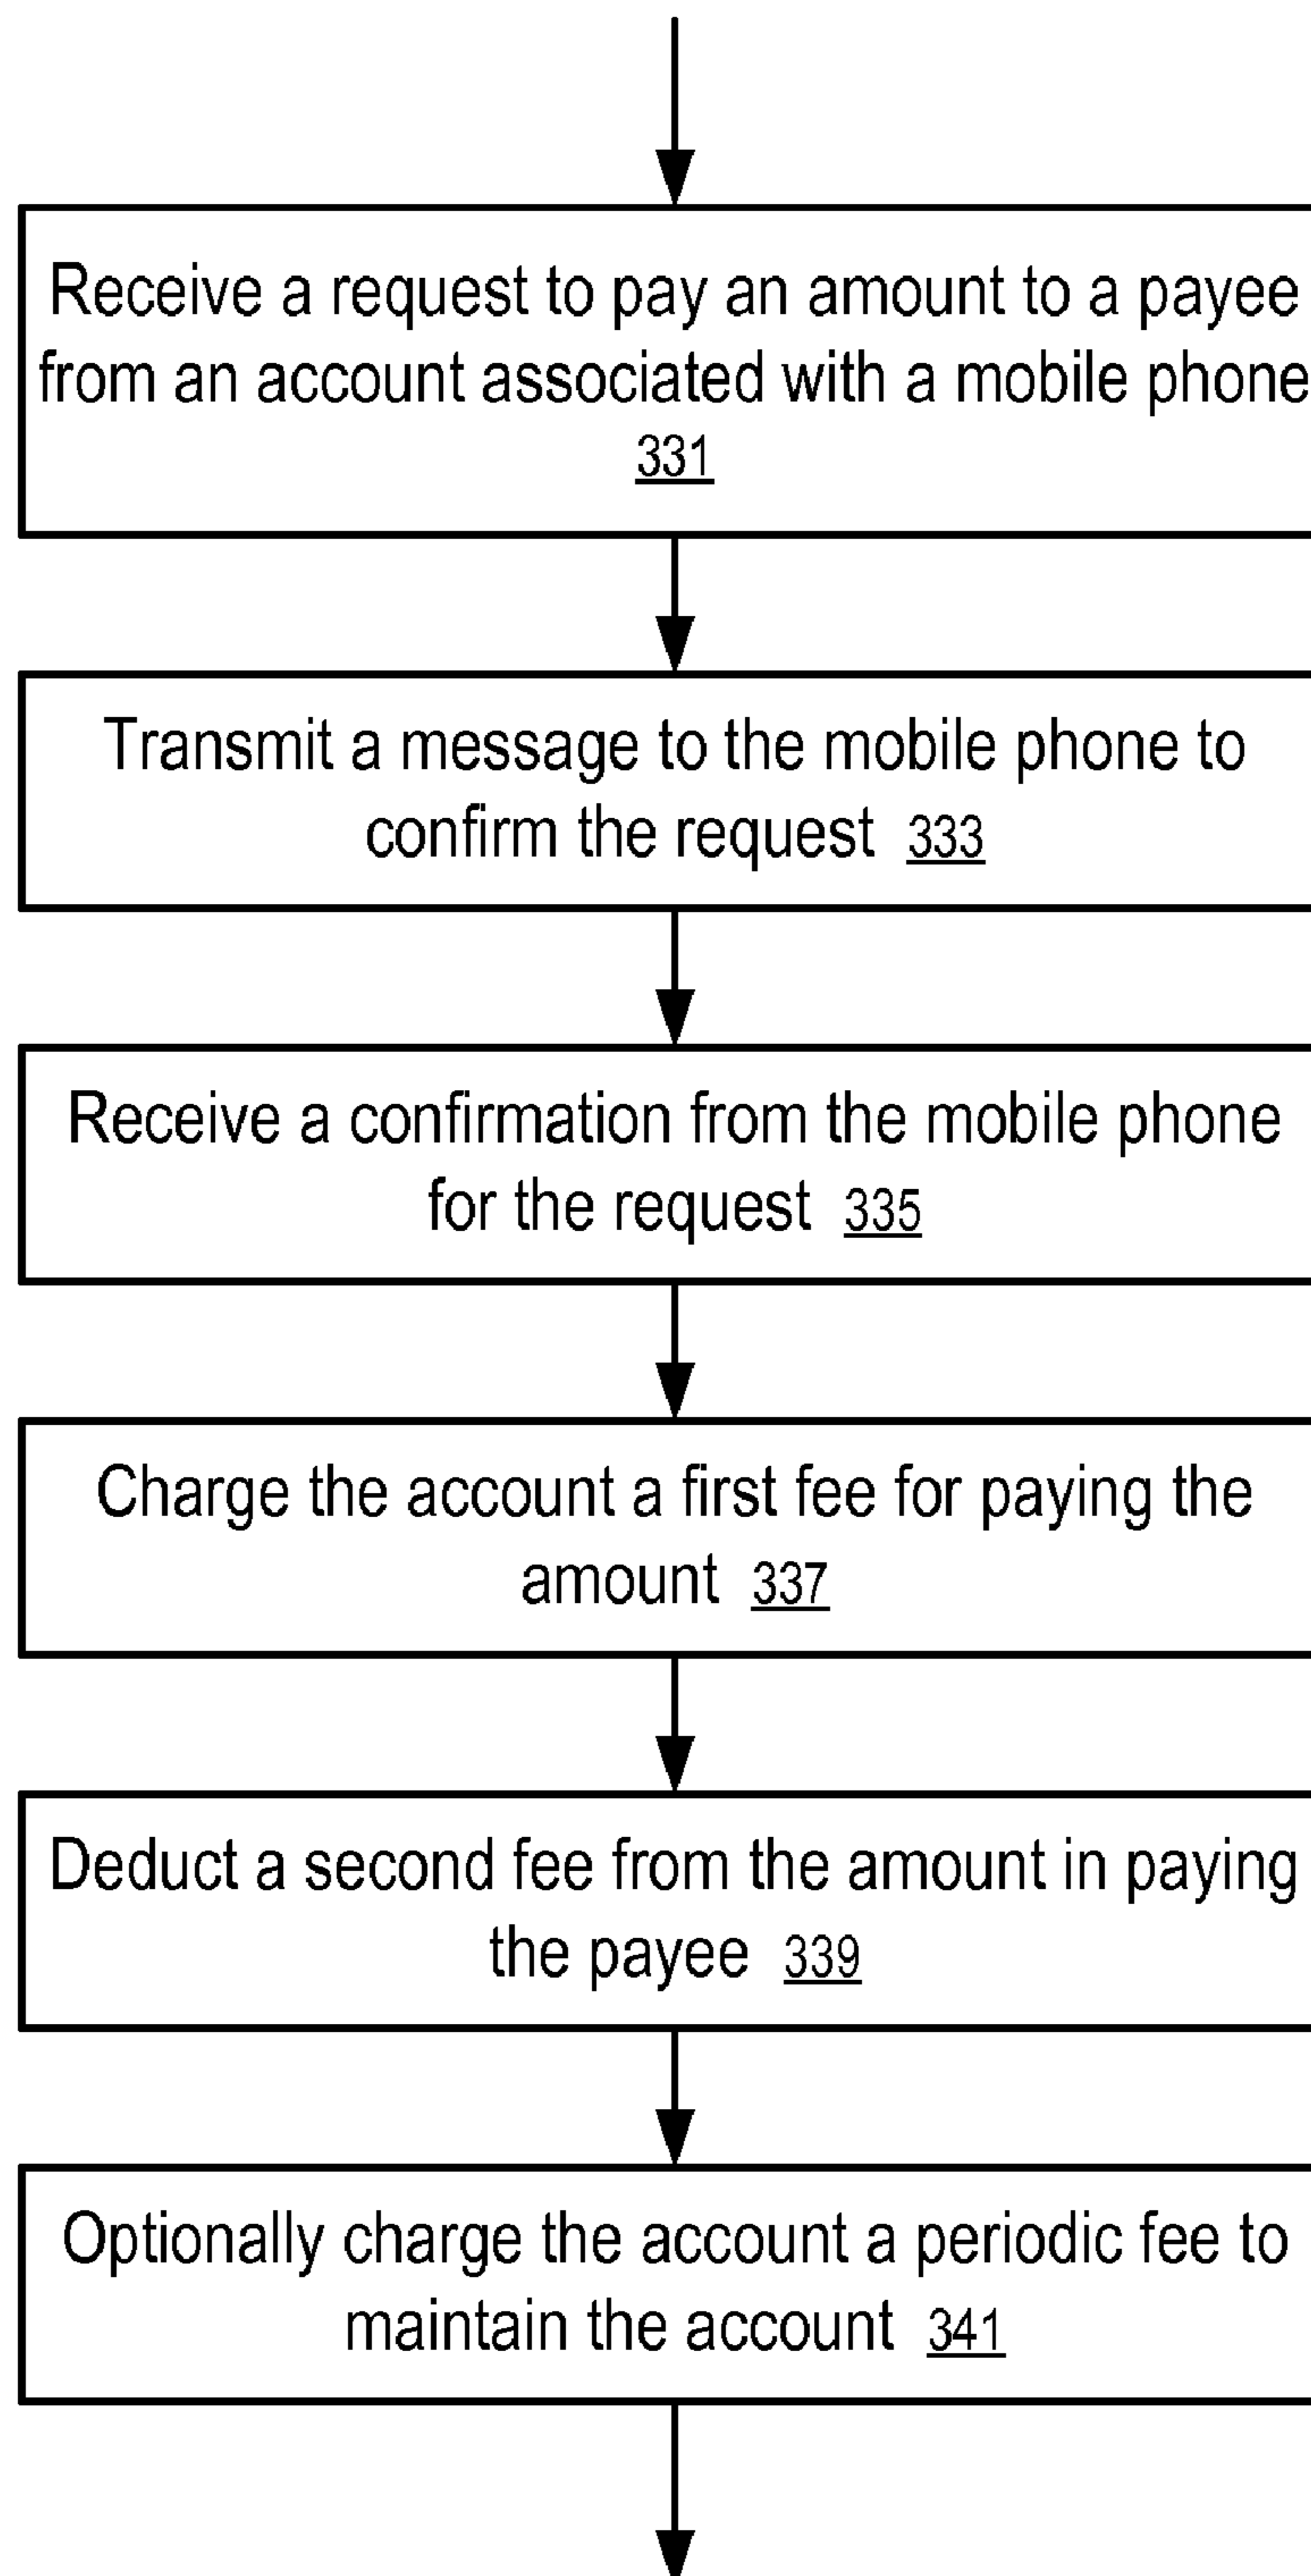 Receive a request to pay an amount to a payee
from an account associated with a mobile phone
331
Transmit a message to the mobile phone to
confirm the request 333
Receive a confirmation from the mobile phone
for the request 335
Charge the account a first fee for paying the
amount 337
Deduct a second fee from the amount in paying
the payee 339
Optionally charge the account a periodic fee to
maintain the account 341